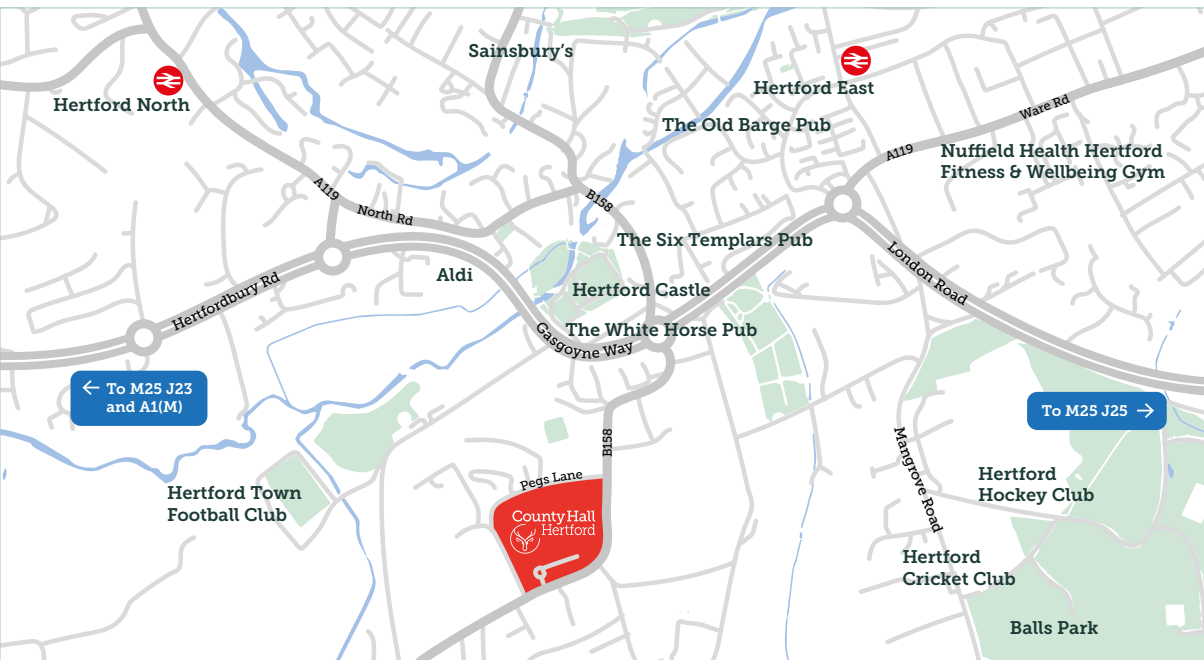 Sainsbury's
Hertford North
Hertford East
The Old Barge Pub
Ware Rd
A119
Nuffield Health Hertford
Fitness & Wellbeing Gym
A119
North Rd
B158
The Six Templars Pub
Aldi
Hertford Castle
London Road
Hertfordbury Rd
The White Horse Pub
Gasgoyne Way
← To M25 J23
and A1(M)
To M25 J25 →
B158
Mangrove Road
Pegs Lane
Hertford
Hockey Club
Hertford Town
Football Club
County Hall
Hertford
Hertford
Cricket Club
Balls Park